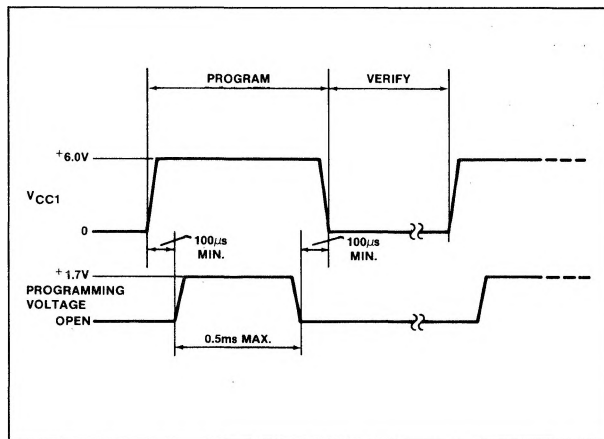 PROGRAM
VERIFY
+6.0V
VCC1
0
100μs
MIN.
100μs
MIN.
+1.7V
PROGRAMMING
VOLTAGE
OPEN
0.5ms MAX.